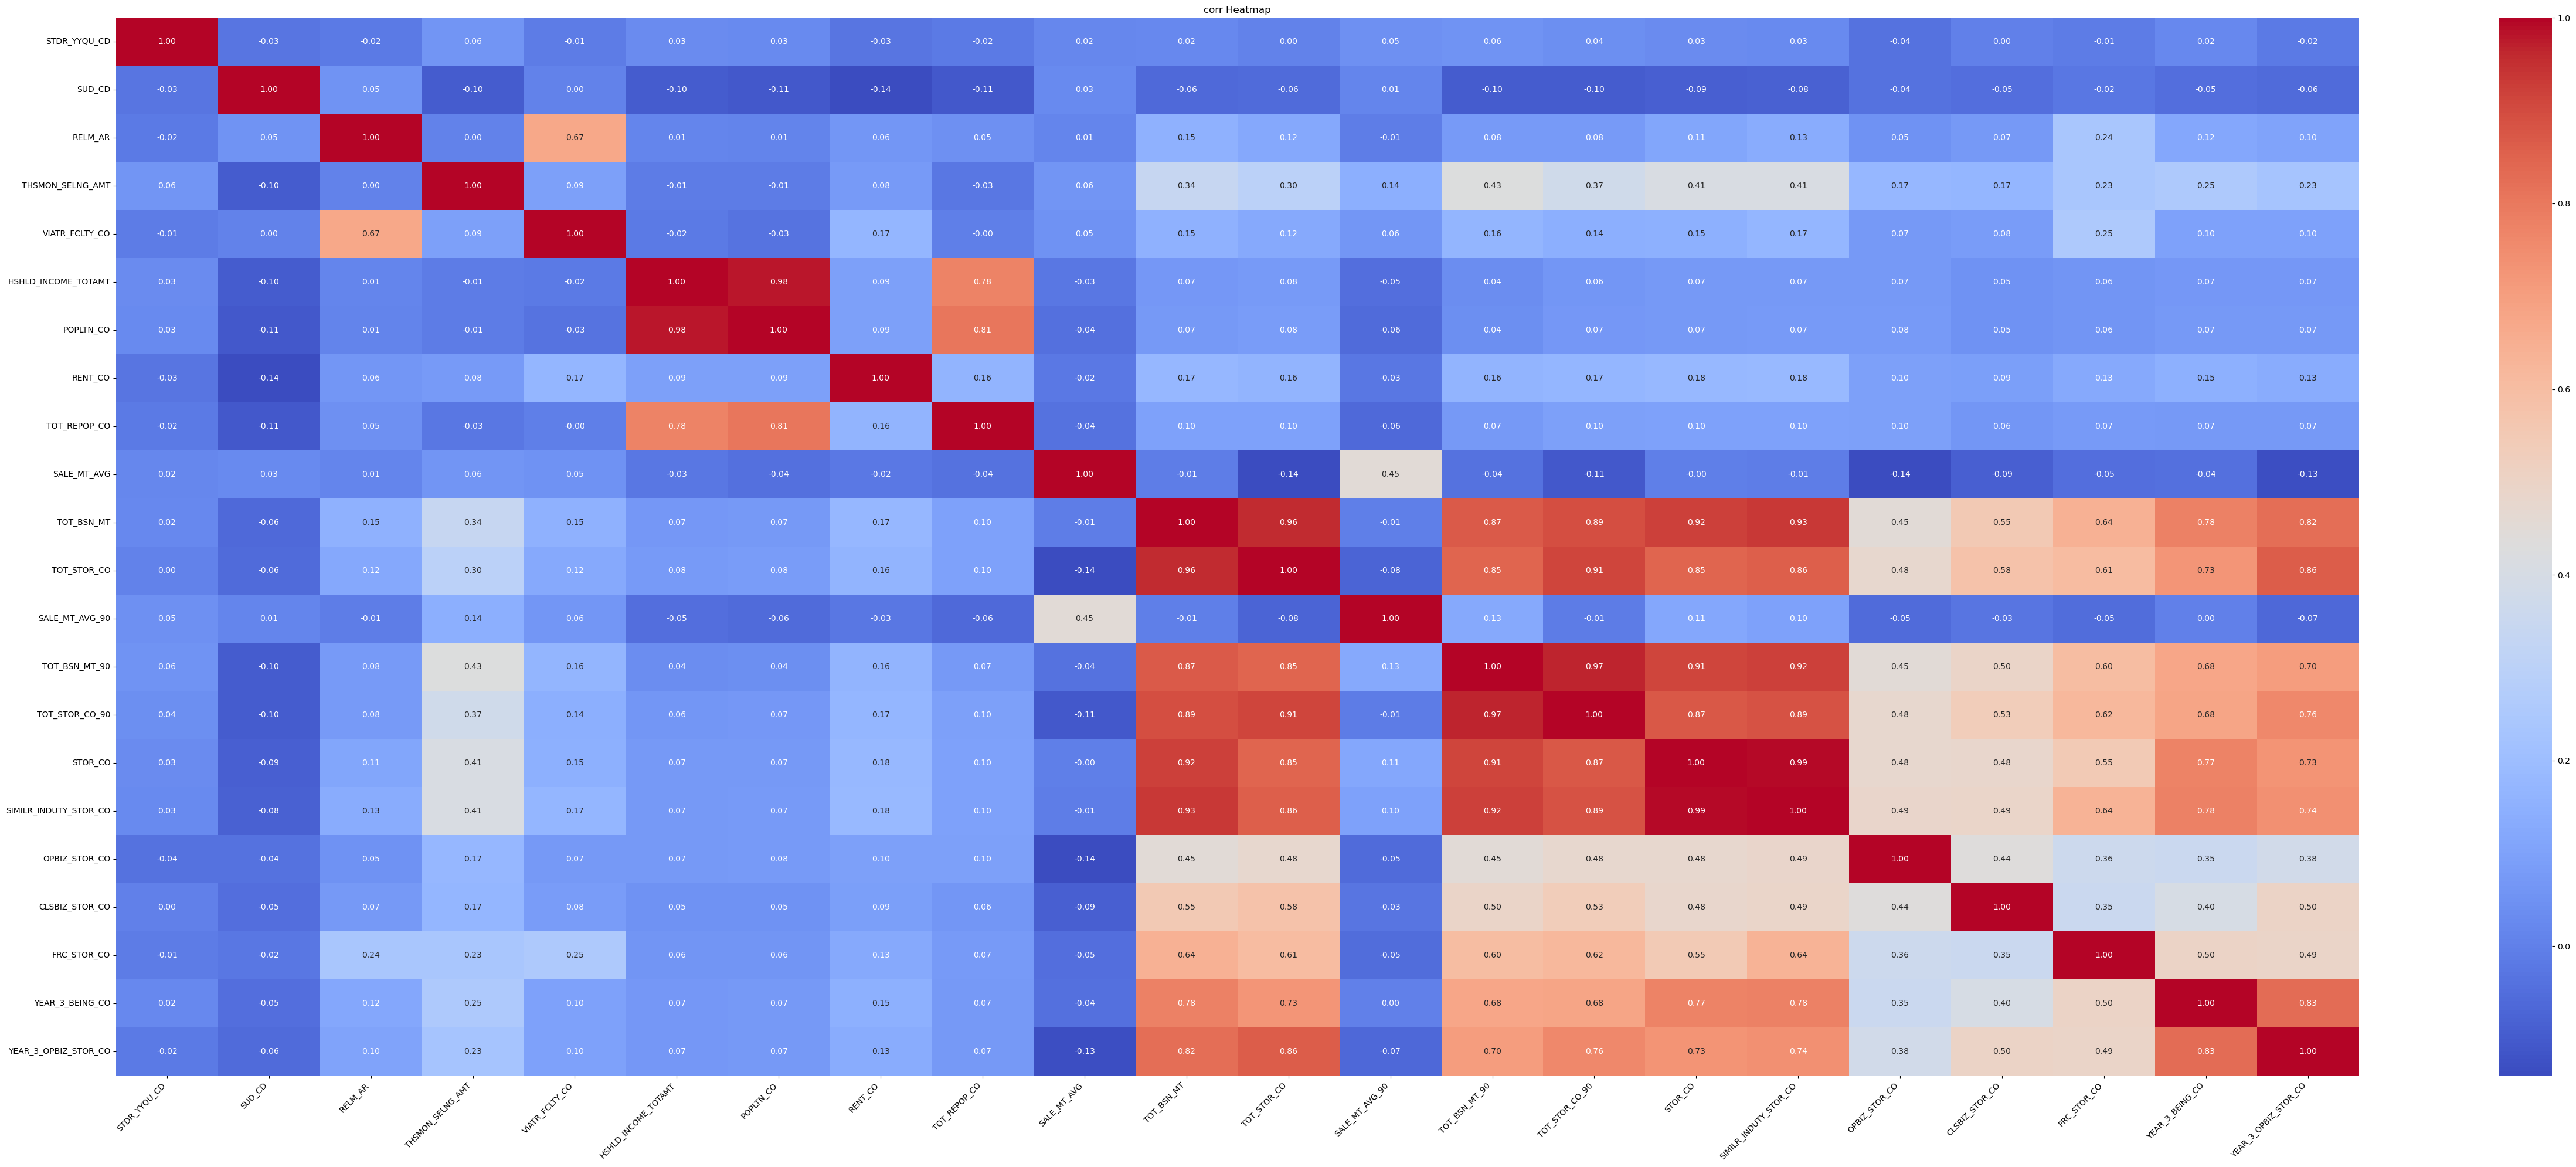 corr Heatmap
STDR_YYQU_CD 1.00 -0.03 -0.02 0.06 -0.01 0.03 0.03 -0.03 -0.02 0.02 0.02 0.00 0.05 0.06 0.04 0.03 0.03 -0.04 0.00 -0.01 0.02 -0.02
SUD_CD -0.03 1.00 0.05 -0.10 0.00 -0.10 -0.11 -0.14 -0.11 0.03 -0.06 -0.06 0.01 -0.10 -0.10 -0.09 -0.08 -0.04 -0.05 -0.02 -0.05 -0.06
RELM_AR -0.02 0.05 1.00 0.00 0.67 0.01 0.01 0.06 0.05 0.01 0.15 0.12 -0.01 0.08 0.08 0.11 0.13 0.05 0.07 0.24 0.12 0.10
THSMON_SELNG_AMT 0.06 -0.10 0.00 1.00 0.09 -0.01 -0.01 0.08 -0.03 0.06 0.34 0.30 0.14 0.43 0.37 0.41 0.41 0.17 0.17 0.23 0.25 0.23
VIATR_FCLTY_CO -0.01 0.00 0.67 0.09 1.00 -0.02 -0.03 0.17 -0.00 0.05 0.15 0.12 0.06 0.16 0.14 0.15 0.17 0.07 0.08 0.25 0.10 0.10
HSHLD_INCOME_TOTAMT 0.03 -0.10 0.01 -0.01 -0.02 1.00 0.98 0.09 0.78 -0.03 0.07 0.08 -0.05 0.04 0.06 0.07 0.07 0.07 0.05 0.06 0.07 0.07
POPLTN_CO 0.03 -0.11 0.01 -0.01 -0.03 0.98 1.00 0.09 0.81 -0.04 0.07 0.08 -0.06 0.04 0.07 0.07 0.07 0.08 0.05 0.06 0.07 0.07
RENT_CO -0.03 -0.14 0.06 0.08 0.17 0.09 0.09 1.00 0.16 -0.02 0.17 0.16 -0.03 0.16 0.17 0.18 0.18 0.10 0.09 0.13 0.15 0.13
TOT_REPOP_CO -0.02 -0.11 0.05 -0.03 -0.00 0.78 0.81 0.16 1.00 -0.04 0.10 0.10 -0.06 0.07 0.10 0.10 0.10 0.10 0.06 0.07 0.07 0.07
SALE_MT_AVG 0.02 0.03 0.01 0.06 0.05 -0.03 -0.04 -0.02 -0.04 1.00 -0.01 -0.14 0.45 -0.04 -0.11 -0.00 -0.01 -0.14 -0.09 -0.05 -0.04 -0.13
TOT_BSN_MT 0.02 -0.06 0.15 0.34 0.15 0.07 0.07 0.17 0.10 -0.01 1.00 0.96 -0.01 0.87 0.89 0.92 0.93 0.45 0.55 0.64 0.78 0.82
TOT_STOR_CO 0.00 -0.06 0.12 0.30 0.12 0.08 0.08 0.16 0.10 -0.14 0.96 1.00 -0.08 0.85 0.91 0.85 0.86 0.48 0.58 0.61 0.73 0.86
SALE_MT_AVG_90 0.05 0.01 -0.01 0.14 0.06 -0.05 -0.06 -0.03 -0.06 0.45 -0.01 -0.08 1.00 0.13 -0.01 0.11 0.10 -0.05 -0.03 -0.05 0.00 -0.07
TOT_BSN_MT_90 0.06 -0.10 0.08 0.43 0.16 0.04 0.04 0.16 0.07 -0.04 0.87 0.85 0.13 1.00 0.97 0.91 0.92 0.45 0.50 0.60 0.68 0.70
TOT_STOR_CO_90 0.04 -0.10 0.08 0.37 0.14 0.06 0.07 0.17 0.10 -0.11 0.89 0.91 -0.01 0.97 1.00 0.87 0.89 0.48 0.53 0.62 0.68 0.76
STOR_CO 0.03 -0.09 0.11 0.41 0.15 0.07 0.07 0.18 0.10 -0.00 0.92 0.85 0.11 0.91 0.87 1.00 0.99 0.48 0.48 0.55 0.77 0.73
SIMILR_INDUTY_STOR_CO 0.03 -0.08 0.13 0.41 0.17 0.07 0.07 0.18 0.10 -0.01 0.93 0.86 0.10 0.92 0.89 0.99 1.00 0.49 0.49 0.64 0.78 0.74
OPBIZ_STOR_CO -0.04 -0.04 0.05 0.17 0.07 0.07 0.08 0.10 0.10 -0.14 0.45 0.48 -0.05 0.45 0.48 0.48 0.49 1.00 0.44 0.36 0.35 0.38
CLSBIZ_STOR_CO 0.00 -0.05 0.07 0.17 0.08 0.05 0.05 0.09 0.06 -0.09 0.55 0.58 -0.03 0.50 0.53 0.48 0.49 0.44 1.00 0.35 0.40 0.50
FRC_STOR_CO -0.01 -0.02 0.24 0.23 0.25 0.06 0.06 0.13 0.07 -0.05 0.64 0.61 -0.05 0.60 0.62 0.55 0.64 0.36 0.35 1.00 0.50 0.49
YEAR_3_BEING_CO 0.02 -0.05 0.12 0.25 0.10 0.07 0.07 0.15 0.07 -0.04 0.78 0.73 0.00 0.68 0.68 0.77 0.78 0.35 0.40 0.50 1.00 0.83
YEAR_3_OPBIZ_STOR_CO -0.02 -0.06 0.10 0.23 0.10 0.07 0.07 0.13 0.07 -0.13 0.82 0.86 -0.07 0.70 0.76 0.73 0.74 0.38 0.50 0.49 0.83 1.00
STDR_YYQU_CD SUD_CD RELM_AR THSMON_SELNG_AMT VIATR_FCLTY_CO HSHLD_INCOME_TOTAMT POPLTN_CO RENT_CO TOT_REPOP_CO SALE_MT_AVG TOT_BSN_MT TOT_STOR_CO SALE_MT_AVG_90 TOT_BSN_MT_90 TOT_STOR_CO_90 STOR_CO SIMILR_INDUTY_STOR_CO OPBIZ_STOR_CO CLSBIZ_STOR_CO FRC_STOR_CO YEAR_3_BEING_CO YEAR_3_OPBIZ_STOR_CO
1.0
0.8
0.6
0.4
0.2
0.0